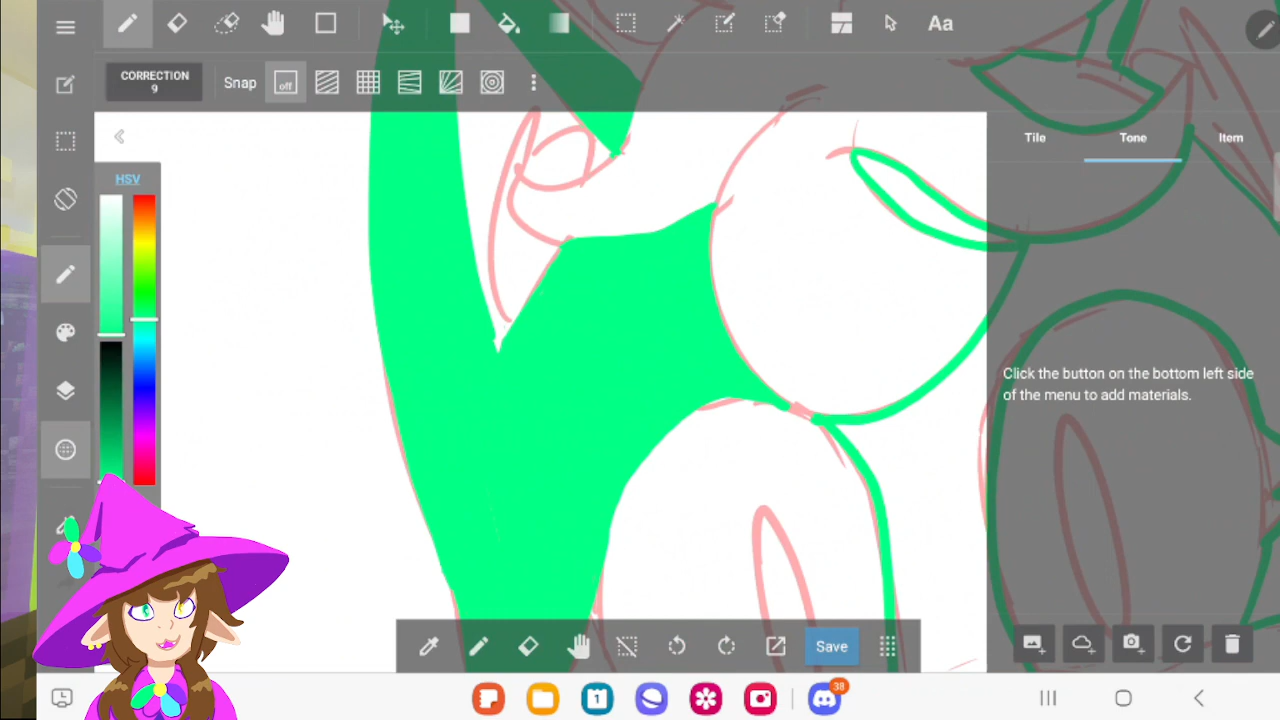 Aa
CORRECTION
9
Snap
off
HSV
Tile
Tone
Item
Click the button on the bottom left side
of the menu to add materials.
Save
1
38